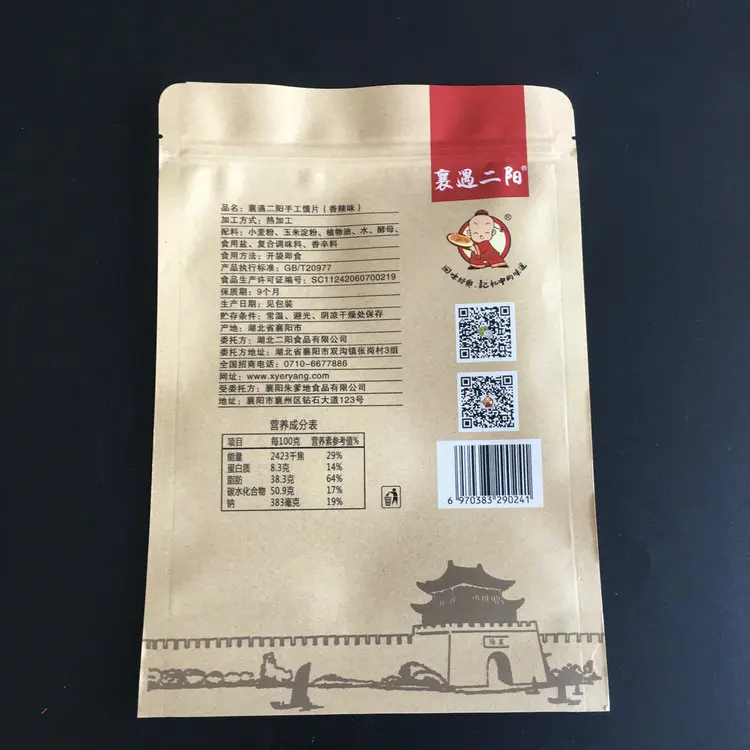 襄遇二阳®
®
回味珍狠,記礼中的味道
品名：襄遇二阳手工馍片（香辣味）
加工方式：热加工
配料：小麦粉、玉米淀粉、植物油、水、酵母、
食用盐、复合调味料、香辛料
食用方法：开袋即食
产品执行标准：GB/T20977
食品生产许可证编号：SC11242060700219
保质期：9个月
生产日期：见包装
贮存条件：常温、避光、阴凉干燥处保存
产地：湖北省襄阳市
委托方：湖北二阳食品有限公司
委托方地址：湖北省襄阳市双沟镇张岗村3组
全国招商电话：0710-6677886
网址：www.xyeryang.com
受委托方：襄阳朱爹地食品有限公司
地址：襄阳市襄州区钻石大道123号
营养成分表
项目 每100克 营养素参考值%
能量 2423千焦 29%
蛋白质 8.3克 14%
脂肪 38.3克 64%
碳水化合物 50.9克 17%
钠 383毫克 19%
6 970383 290241
陽襄